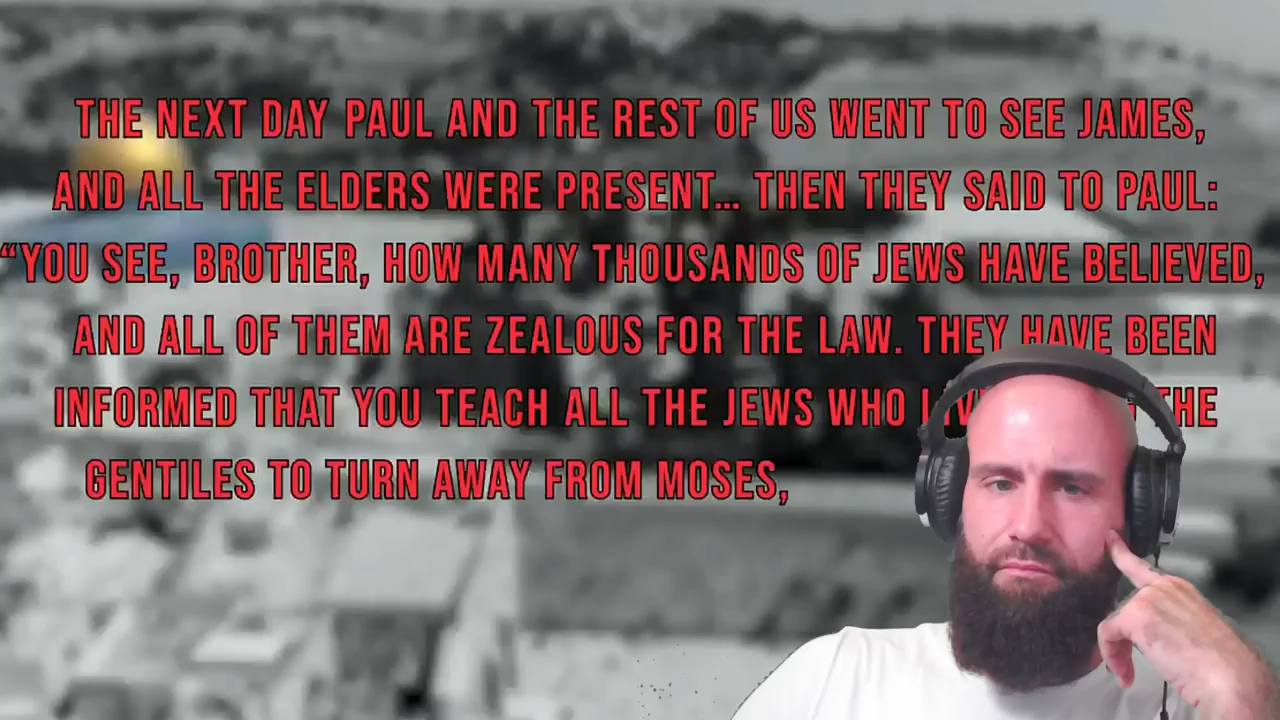 THE NEXT DAY PAUL AND THE REST OF US WENT TO SEE JAMES,
AND ALL THE ELDERS WERE PRESENT... THEN THEY SAID TO PAUL:
“YOU SEE, BROTHER, HOW MANY THOUSANDS OF JEWS HAVE BELIEVED,
AND ALL OF THEM ARE ZEALOUS FOR THE LAW. THEY HAVE BEEN
INFORMED THAT YOU TEACH ALL THE JEWS WHO THE
GENTILES TO TURN AWAY FROM MOSES,